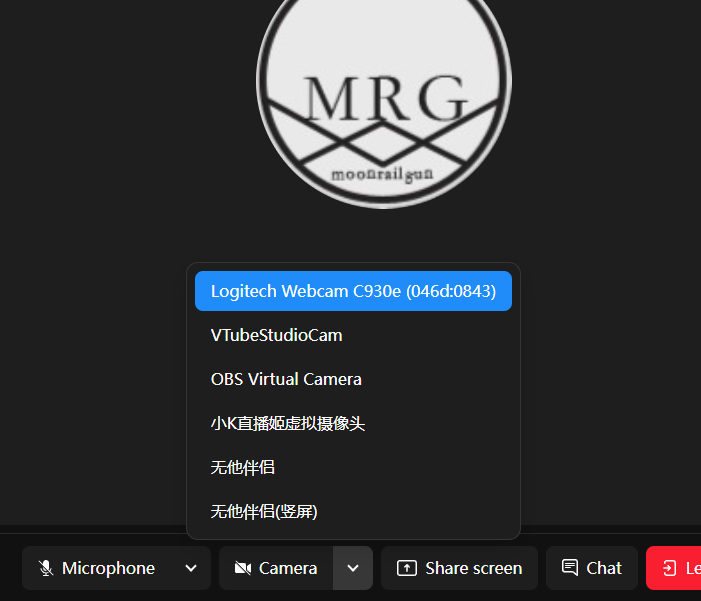 MRG
moonrailgun
Logitech Webcam C930e (046d:0843)
VTubeStudioCam
OBS Virtual Camera
小K直播姬虚拟摄像头
无他伴侣
无他伴侣(竖屏)
Microphone
Camera
Share screen
Chat
Le